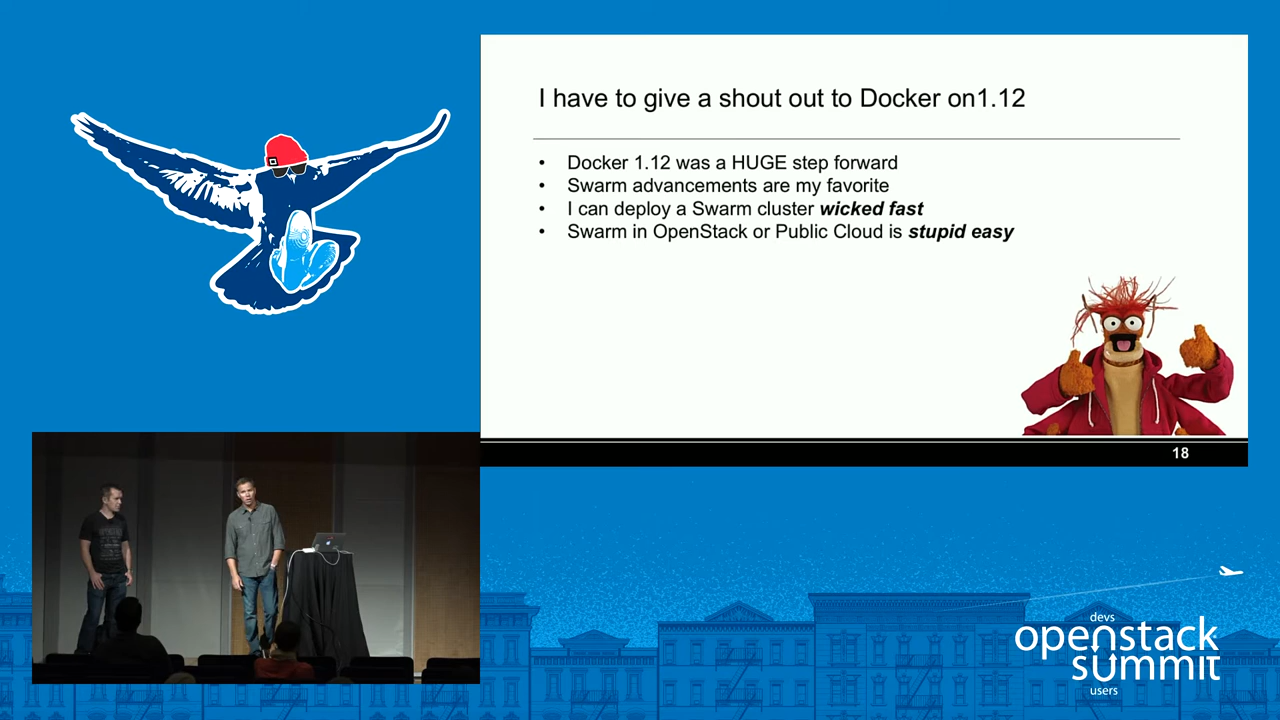 I have to give a shout out to Docker on1.12
• Docker 1.12 was a HUGE step forward
• Swarm advancements are my favorite
• I can deploy a Swarm cluster wicked fast
• Swarm in OpenStack or Public Cloud is stupid easy
18
devs
openstack
summit
users